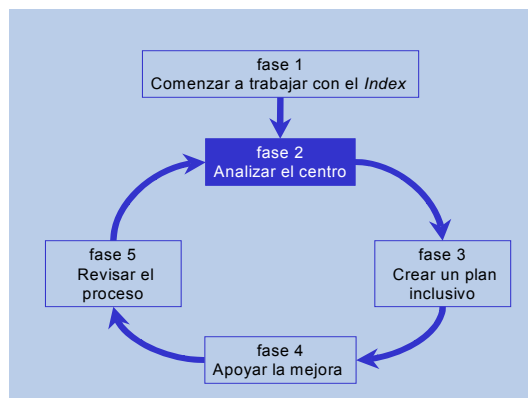 fase 1
Comenzar a trabajar con el Index
fase 2
Analizar el centro
fase 3
Crear un plan
inclusivo
fase 4
Apoyar la mejora
fase 5
Revisar el
proceso